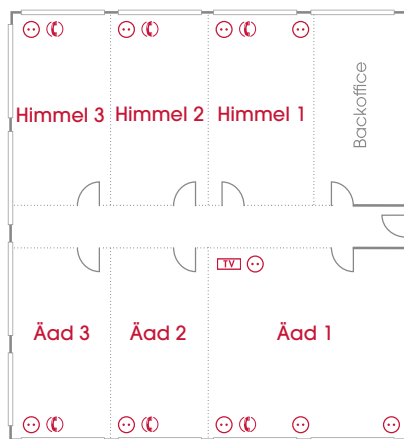 Himmel 3
Himmel 2
Himmel 1
Backoffice
TV
Äad 3
Äad 2
Äad 1